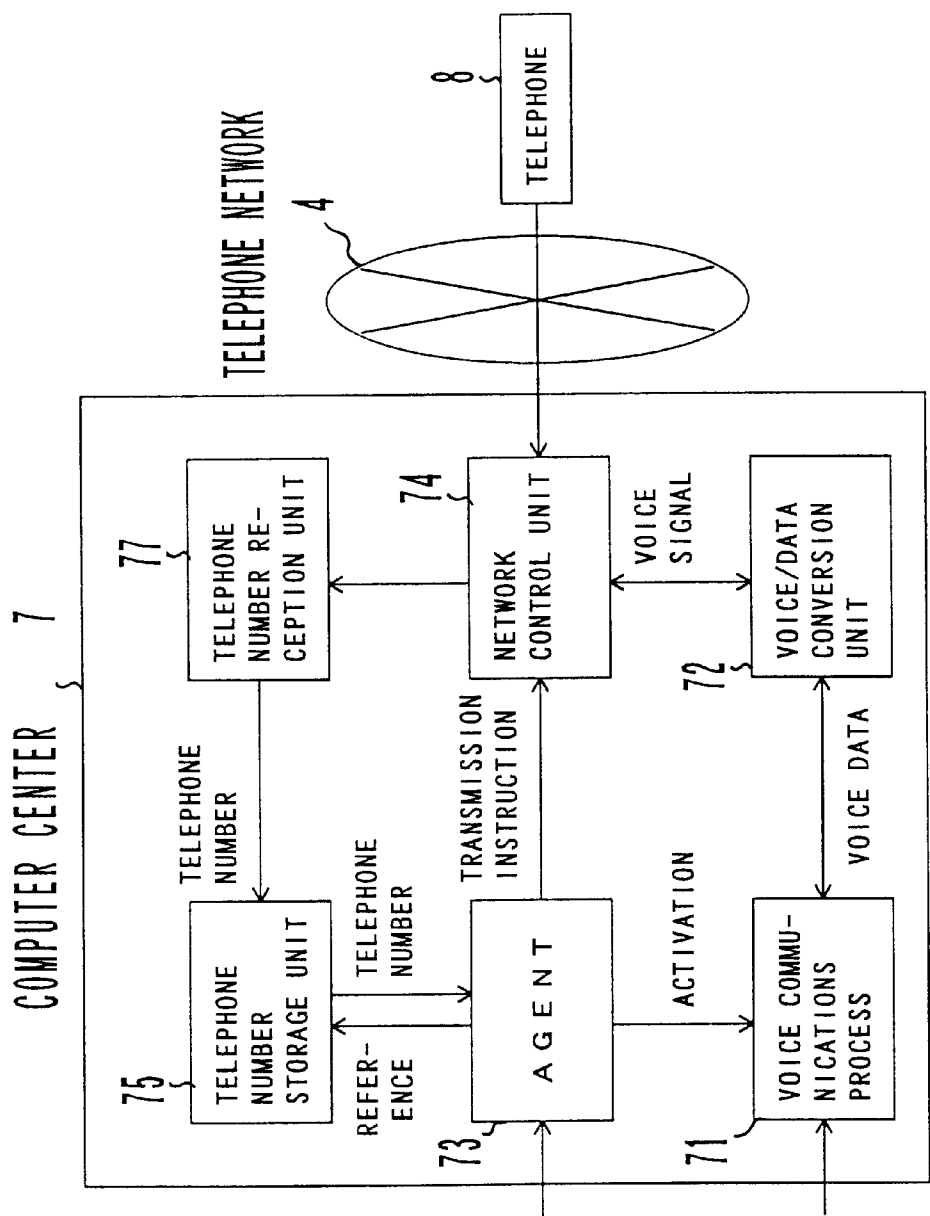 COMPUTER CENTER 7
TELEPHONE NETWORK
75
TELEPHONE
NUMBER
STORAGE UNIT
TELEPHONE
NUMBER
77
TELEPHONE
NUMBER RE-
CEPTION UNIT
4
8
TELEPHONE
REFER-
ENCE
TELEPHONE
NUMBER
73
AGENT
TRANSMISSION
INSTRUCTION
74
NETWORK
CONTROL UNIT
ACTIVATION
VOICE
SIGNAL
71
VOICE COMMU-
NICATIONS
PROCESS
VOICE DATA
72
VOICE/DATA
CONVERSION
UNIT